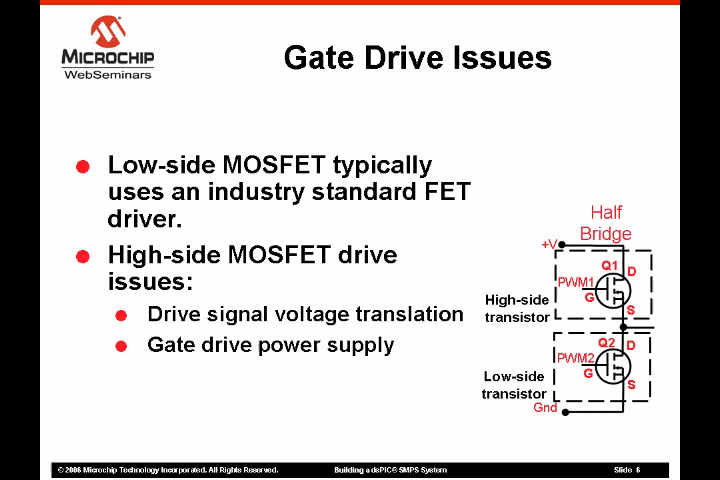 MICROCHIP
WebSeminars
Gate Drive Issues
Low-side MOSFET typically
uses an industry standard FET
driver.
High-side MOSFET drive
issues:
Drive signal voltage translation
Gate drive power supply
Half
Bridge
+V
Q1
D
PWM1
G
S
High-side
transistor
Q2
D
PWM2
G
S
Low-side
transistor
Gnd
© 2006 Microchip Technology Incorporated. All Rights Reserved.
Building a dsPIC® SMPS System
Slide 6